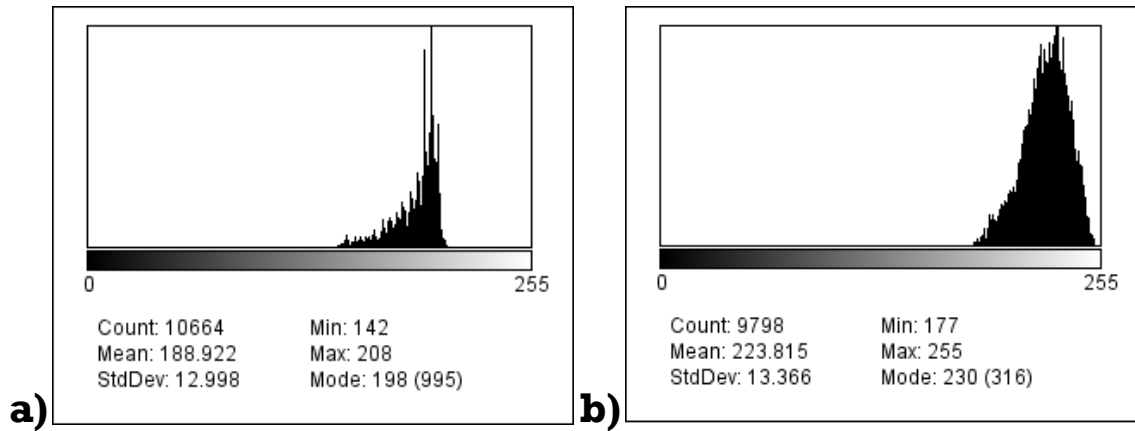 0 255
Count: 10664 Min: 142
Mean: 188.922 Max: 208
StdDev: 12.998 Mode: 198 (995)
a)
0 255
Count: 9798 Min: 177
Mean: 223.815 Max: 255
StdDev: 13.366 Mode: 230 (316)
b)